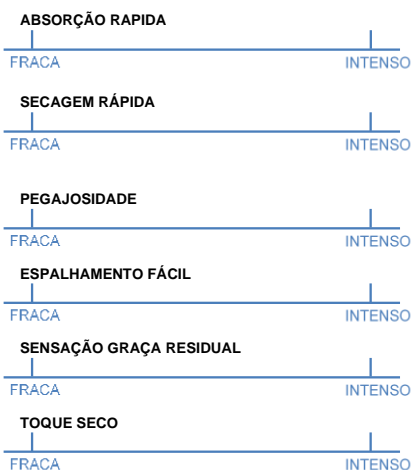 ABSORÇÃO RAPIDA
FRACA INTENSO
SECAGEM RÁPIDA
FRACA INTENSO
PEGAJOSIDADE
FRACA INTENSO
ESPALHAMENTO FÁCIL
FRACA INTENSO
SENSAÇÃO GRAÇA RESIDUAL
FRACA INTENSO
TOQUE SECO
FRACA INTENSO